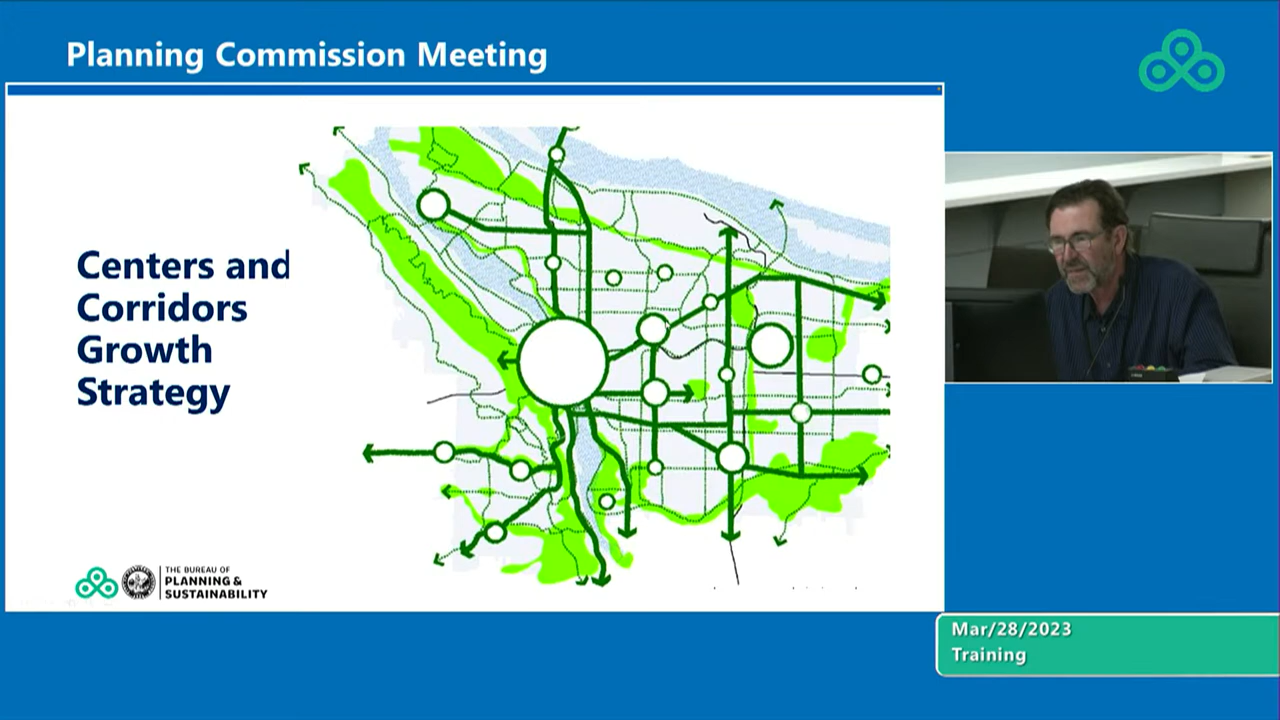 Planning Commission Meeting
Centers and
Corridors
Growth
Strategy
THE BUREAU OF
PLANNING &
SUSTAINABILITY
Mar/28/2023
Training